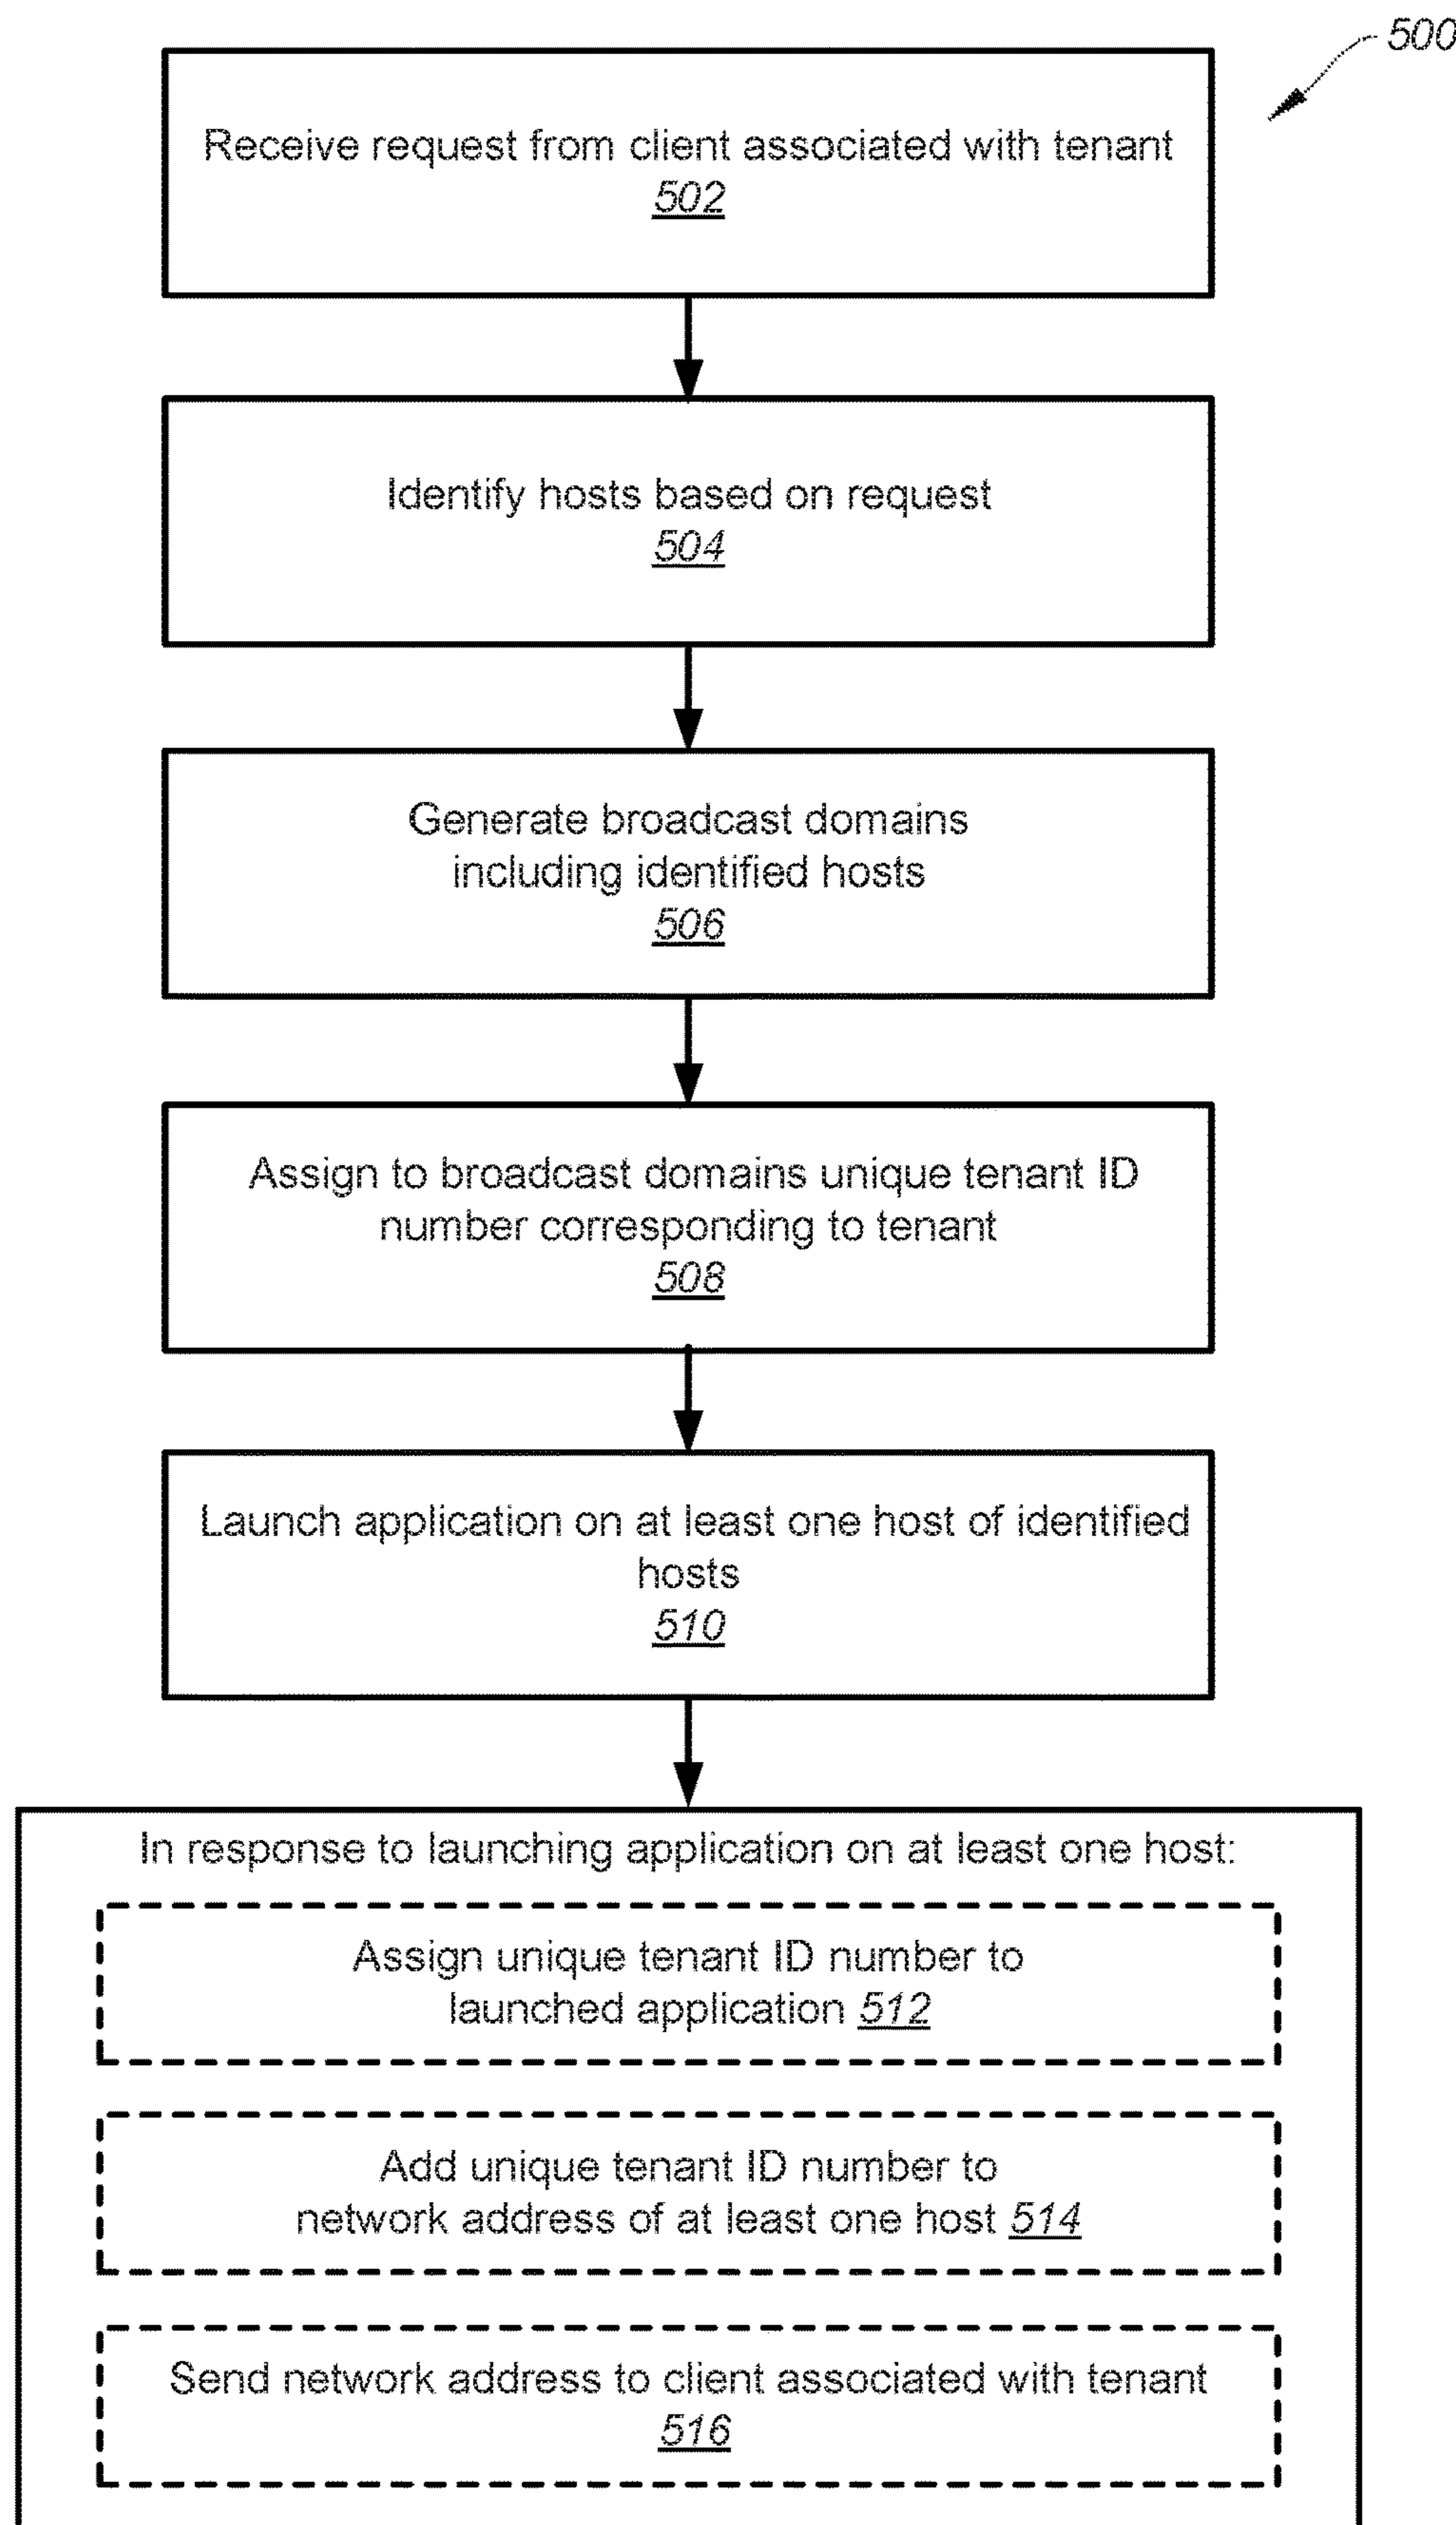 500
Receive request from client associated with tenant
502
Identify hosts based on request
504
Generate broadcast domains
including identified hosts
506
Assign to broadcast domains unique tenant ID
number corresponding to tenant
508
Launch application on at least one host of identified
hosts
510
In response to launching application on at least one host:
Assign unique tenant ID number to
launched application 512
Add unique tenant ID number to
network address of at least one host 514
Send network address to client associated with tenant
516